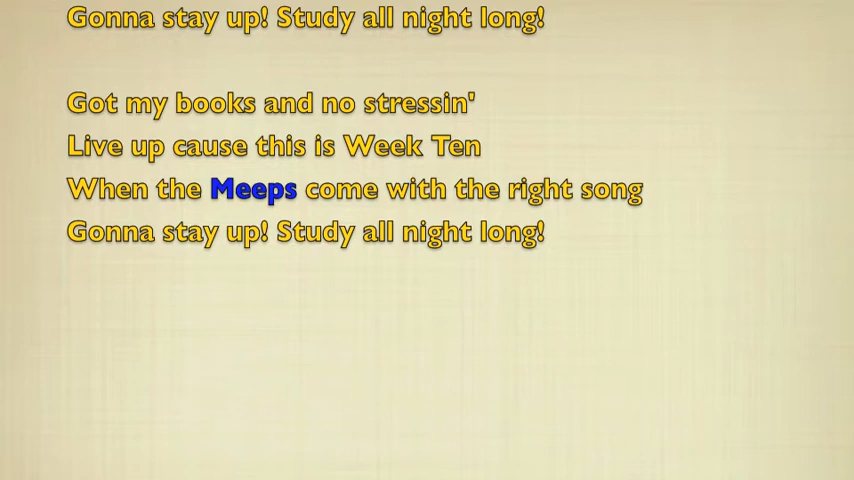 Gonna stay up! Study all night long!
Got my books and no stressin'
Live up cause this is Week Ten
When the Meeps come with the right song
Gonna stay up! Study all night long!